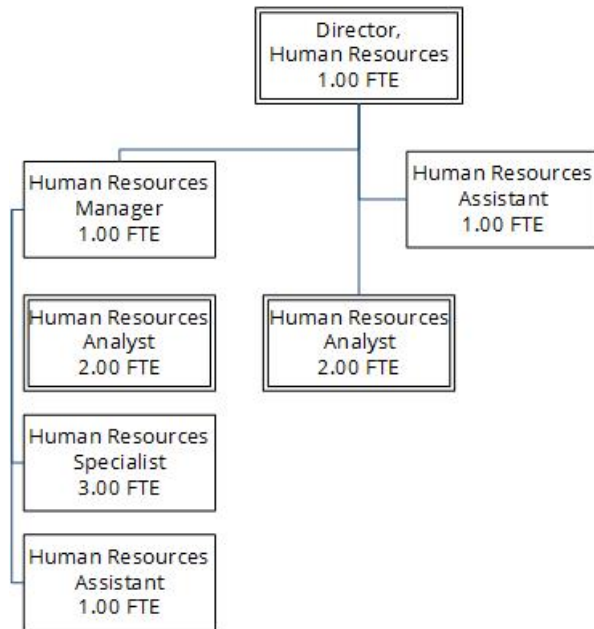 Director,
Human Resources
1.00 FTE
Human Resources
Manager
1.00 FTE
Human Resources
Assistant
1.00 FTE
Human Resources
Analyst
2.00 FTE
Human Resources
Analyst
2.00 FTE
Human Resources
Specialist
3.00 FTE
Human Resources
Assistant
1.00 FTE